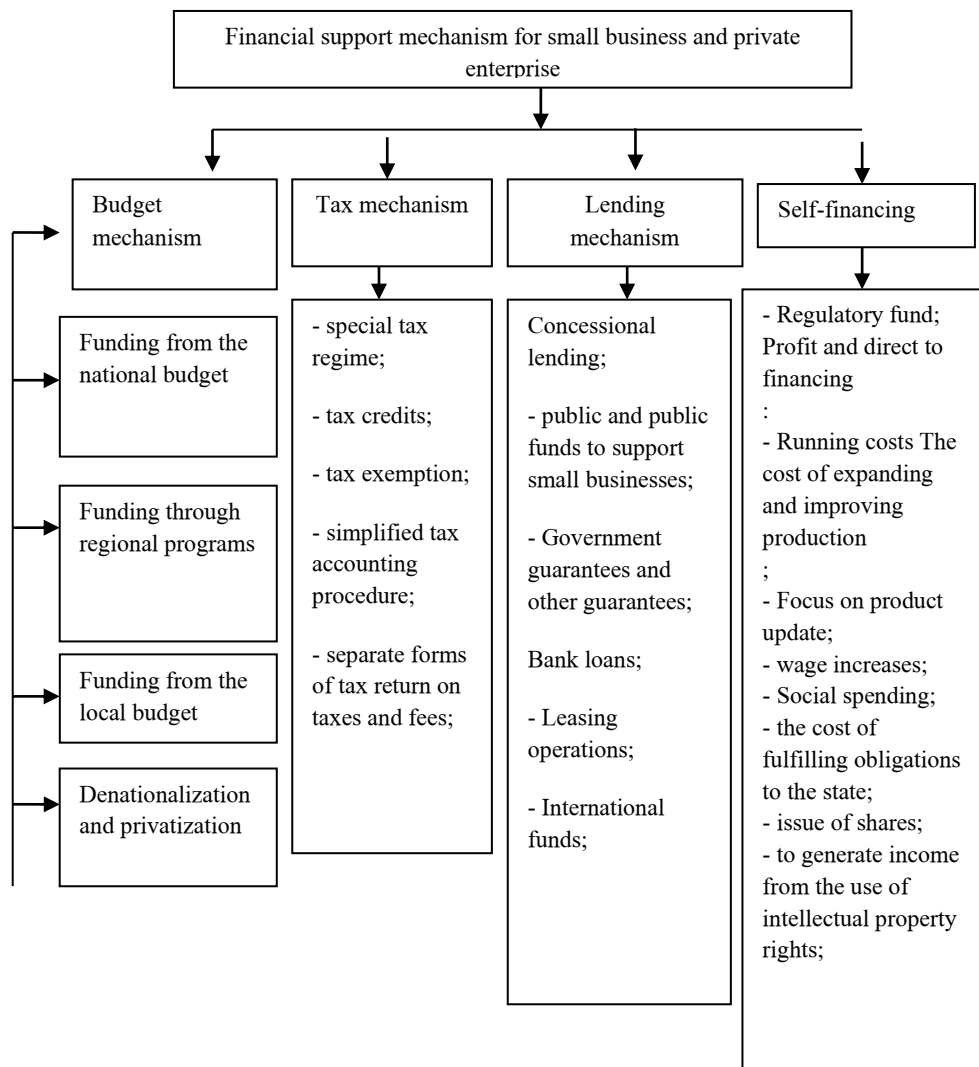 Financial support mechanism for small business and private
enterprise
Budget
mechanism
Tax mechanism
Lending
mechanism
Self-financing
Funding from the
national budget
Funding through
regional programs
Funding from the
local budget
Denationalization
and privatization
- special tax
regime;
- tax credits;
- tax exemption;
- simplified tax
accounting
procedure;
- separate forms
of tax return on
taxes and fees;
Concessional
lending;
- public and public
funds to support
small businesses;
- Government
guarantees and
other guarantees;
Bank loans;
- Leasing
operations;
- International
funds;
- Regulatory fund;
Profit and direct to
financing
:
- Running costs The
cost of expanding
and improving
production
;
- Focus on product
update;
- wage increases;
- Social spending;
- the cost of
fulfilling obligations
to the state;
- issue of shares;
- to generate income
from the use of
intellectual property
rights;